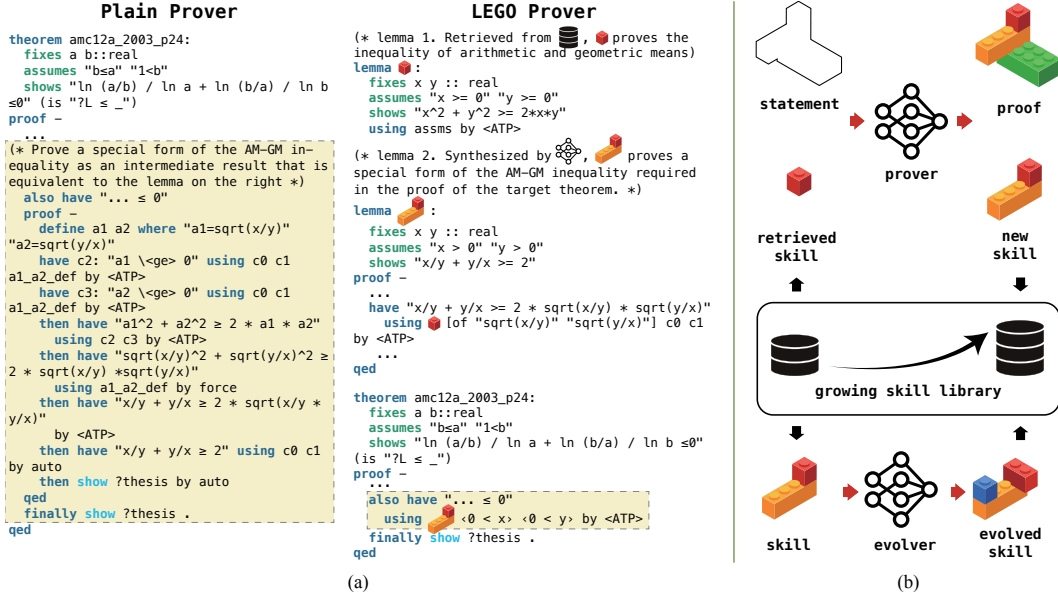 Plain Prover
theorem amc12a_2003_p24:
fixes a b::real
assumes "b≤a" "1<b"
shows "ln (a/b) / ln a + ln (b/a) / ln b
≤0" (is "?L ≤ _")
proof –
...
(* Prove a special form of the AM–GM in–
equality as an intermediate result that is
equivalent to the lemma on the right *)
also have "... ≤ 0"
proof –
define a1 a2 where "a1=sqrt(x/y)"
"a2=sqrt(y/x)"
have c2: "a1 \<ge> 0" using c0 c1
a1_a2_def by <ATP>
have c3: "a2 \<ge> 0" using c0 c1
a1_a2_def by <ATP>
then have "a1^2 + a2^2 ≥ 2 * a1 * a2"
using c2 c3 by <ATP>
then have "sqrt(x/y)^2 + sqrt(y/x)^2 ≥
2 * sqrt(x/y) *sqrt(y/x)"
using a1_a2_def by force
then have "x/y + y/x ≥ 2 * sqrt(x/y *
y/x)"
by <ATP>
then have "x/y + y/x ≥ 2" using c0 c1
by auto
then show ?thesis by auto
qed
finally show ?thesis .
qed
LEGO Prover
(* lemma 1. Retrieved from , proves the
inequality of arithmetic and geometric means)
lemma :
fixes x y :: real
assumes "x >= 0" "y >= 0"
shows "x^2 + y^2 >= 2*x*y"
using assms by <ATP>
(* lemma 2. Synthesized by , proves a
special form of the AM-GM inequality required
in the proof of the target theorem. *)
lemma :
fixes x y :: real
assumes "x > 0" "y > 0"
shows "x/y + y/x >= 2"
proof –
...
have "x/y + y/x >= 2 * sqrt(x/y) * sqrt(y/x)"
using [of "sqrt(x/y)" "sqrt(y/x)"] c0 c1
by <ATP>
...
qed
theorem amc12a_2003_p24:
fixes a b::real
assumes "b≤a" "1<b"
shows "ln (a/b) / ln a + ln (b/a) / ln b ≤0"
(is "?L ≤ _")
proof –
...
also have "... ≤ 0"
using ‹0 < x› ‹0 < y› by <ATP>
finally show ?thesis .
qed
(a)
statement
prover
proof
retrieved
skill
new
skill
growing skill library
skill
evolver
evolved
skill
(b)